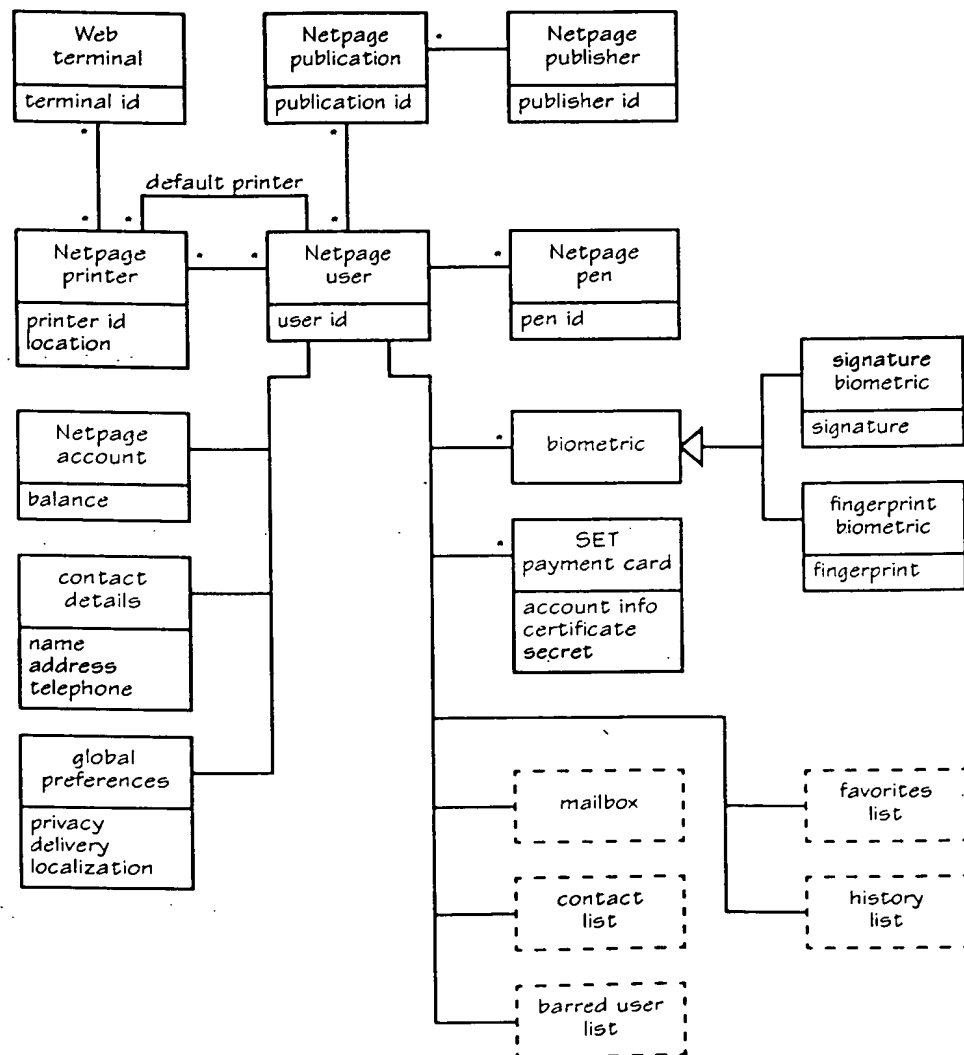 Web
terminal
terminal id
Netpage
publication
publication id
Netpage
publisher
publisher id
*
*
*
default printer
*
*
*
Netpage
printer
printer id
location
*
*
Netpage
user
user id
*
Netpage
pen
pen id
signature
biometric
signature
Netpage
account
balance
*
biometric
fingerprint
biometric
fingerprint
*
SET
payment card
account info
certificate
secret
contact
details
name
address
telephone
global
preferences
privacy
delivery
localization
mailbox
favorites
list
contact
list
history
list
barred user
list